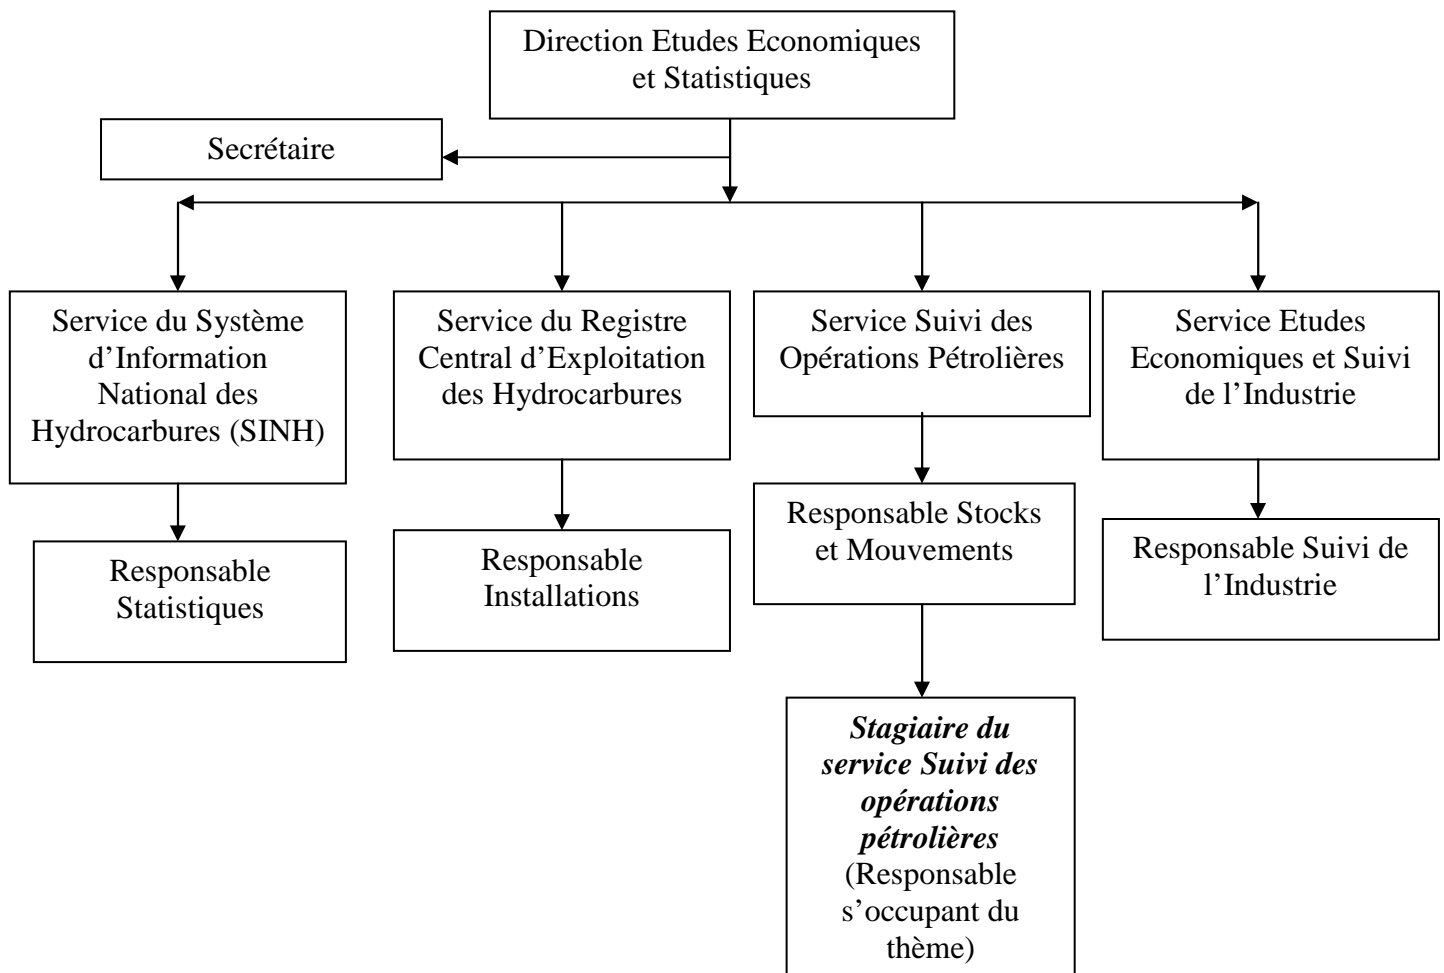 Direction Etudes Economiques
et Statistiques
Secrétaire
Service du Système
d’Information
National des
Hydrocarbures (SINH)
Service du Registre
Central d’Exploitation
des Hydrocarbures
Service Suivi des
Opérations Pétrolières
Service Etudes
Economiques et Suivi
de l’Industrie
Responsable
Statistiques
Responsable
Installations
Responsable Stocks
et Mouvements
Responsable Suivi de
l’Industrie
Stagiaire du
service Suivi des
opérations
pétrolières
(Responsable
s’occupant du
thème)